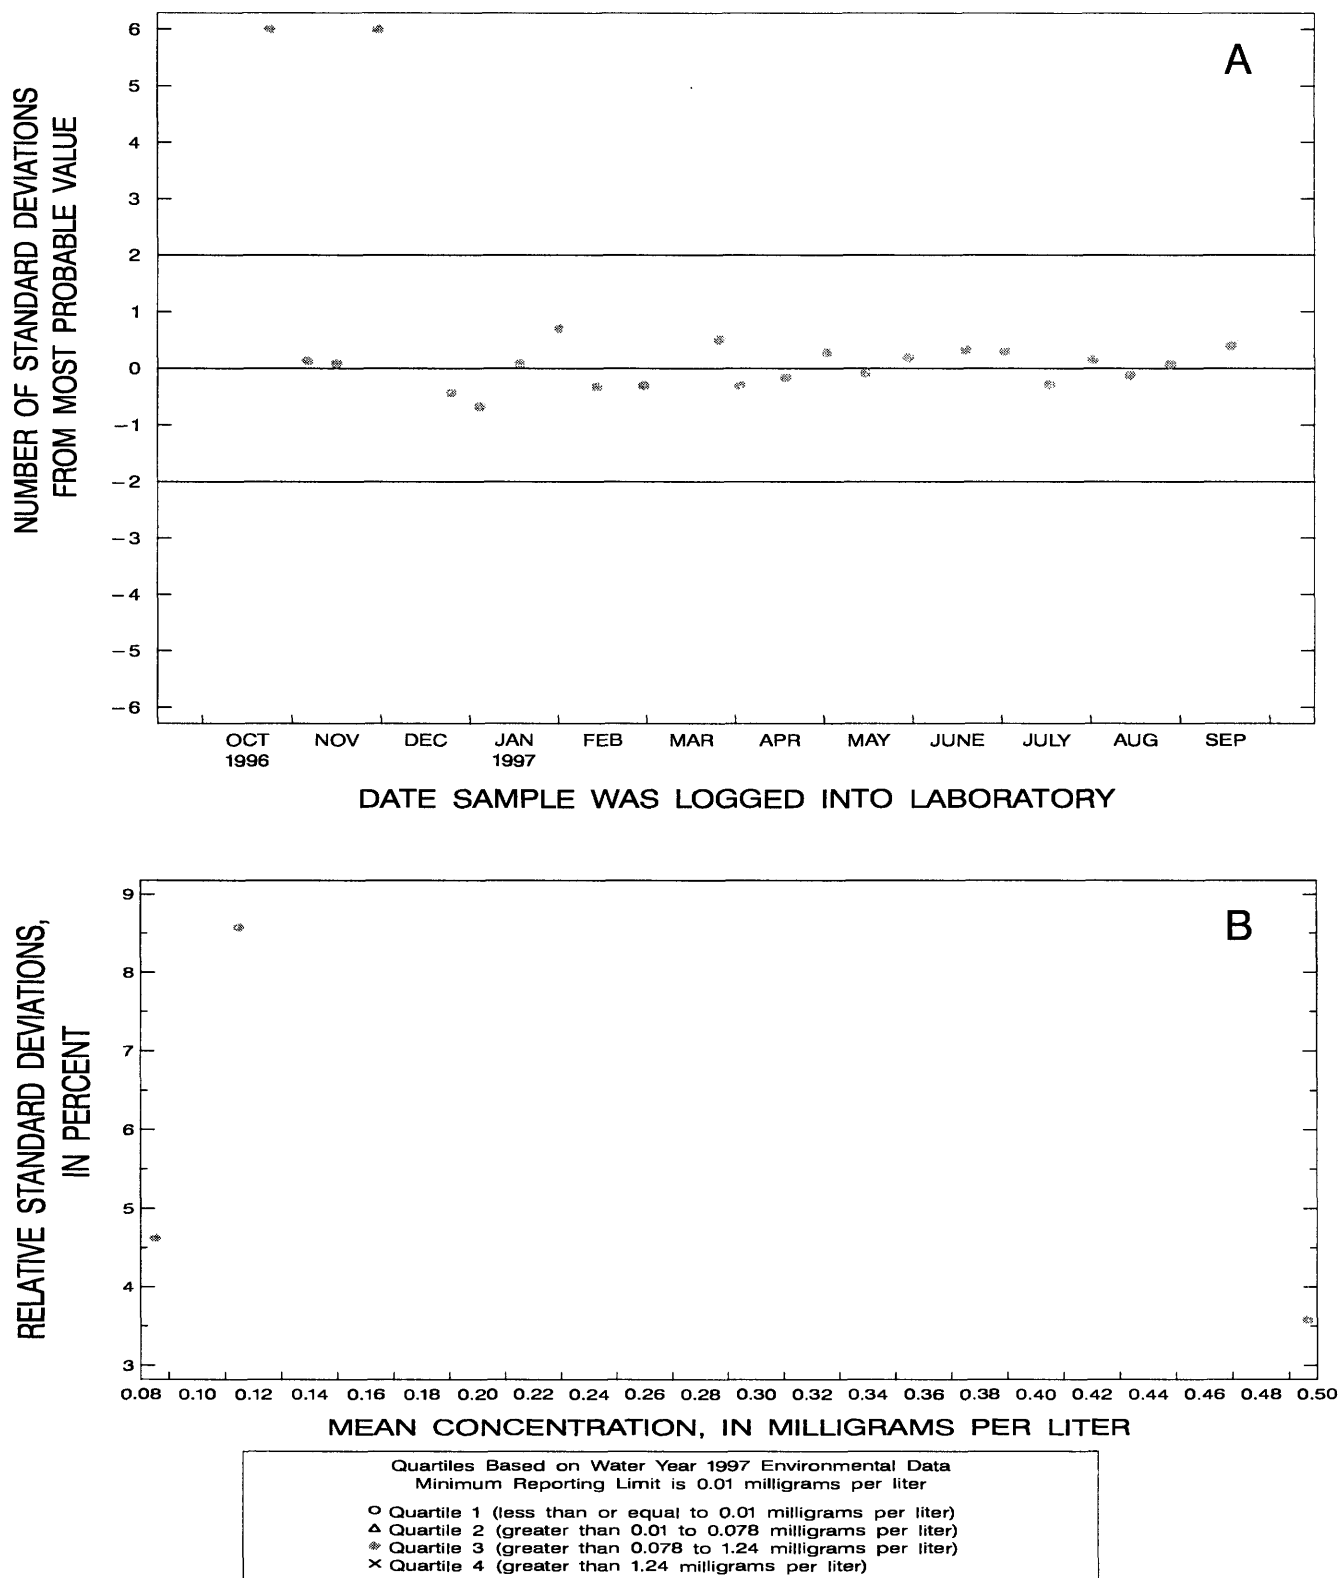 A
NUMBER OF STANDARD DEVIATIONS
FROM MOST PROBABLE VALUE
6
5
4
3
2
1
0
−1
−2
−3
−4
−5
−6
OCT NOV DEC JAN FEB MAR APR MAY JUNE JULY AUG SEP
1996 1997
DATE SAMPLE WAS LOGGED INTO LABORATORY
B
RELATIVE STANDARD DEVIATIONS,
IN PERCENT
9
8
7
6
5
4
3
0.08 0.10 0.12 0.14 0.16 0.18 0.20 0.22 0.24 0.26 0.28 0.30 0.32 0.34 0.36 0.38 0.40 0.42 0.44 0.46 0.48 0.50
MEAN CONCENTRATION, IN MILLIGRAMS PER LITER
Quartiles Based on Water Year 1997 Environmental Data
Minimum Reporting Limit is 0.01 milligrams per liter
Quartile 1 (less than or equal to 0.01 milligrams per liter)
Quartile 2 (greater than 0.01 to 0.078 milligrams per liter)
Quartile 3 (greater than 0.078 to 1.24 milligrams per liter)
Quartile 4 (greater than 1.24 milligrams per liter)